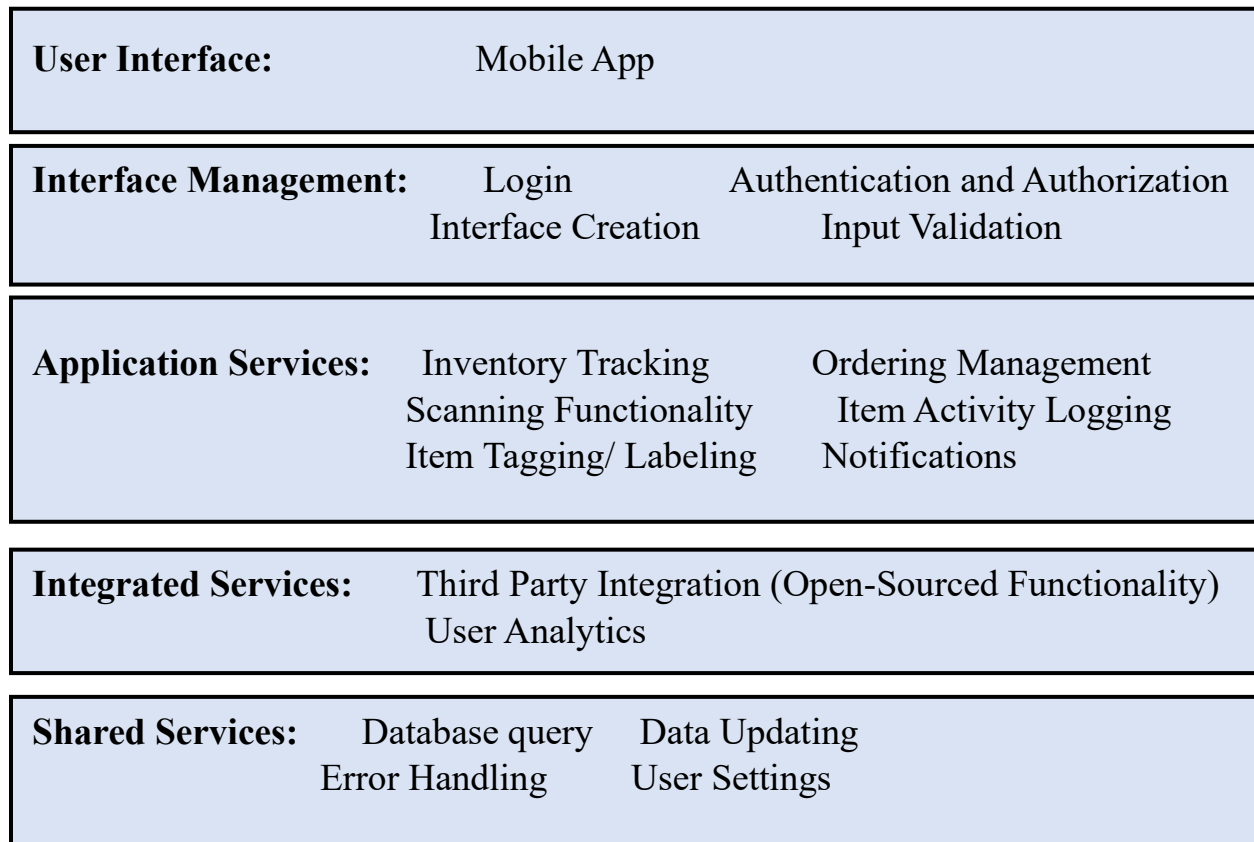 User Interface: Mobile App
Interface Management: Login Authentication and Authorization
Interface Creation Input Validation
Application Services: Inventory Tracking Ordering Management
Scanning Functionality Item Activity Logging
Item Tagging/ Labeling Notifications
Integrated Services: Third Party Integration (Open-Sourced Functionality)
User Analytics
Shared Services: Database query Data Updating
Error Handling User Settings